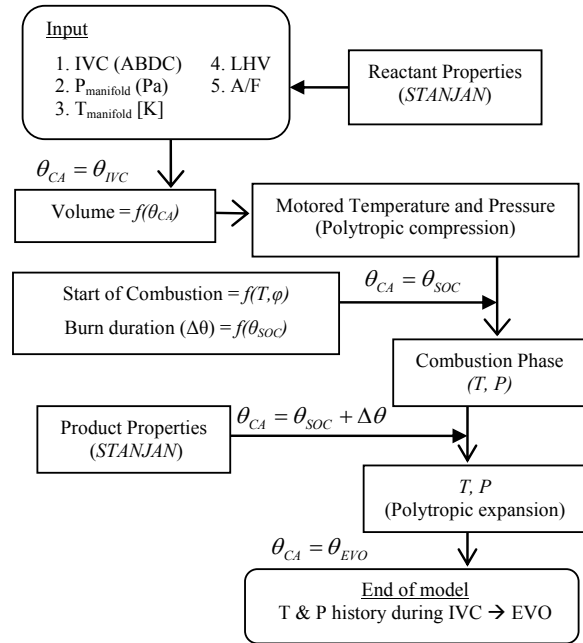 Input
1. IVC (ABDC) 4. LHV
2. Pmanifold (Pa) 5. A/F
3. Tmanifold [K]
Reactant Properties
(STANJAN)
θCA = θIVC
Volume = f(θCA)
Motored Temperature and Pressure
(Polytropic compression)
Start of Combustion = f(T,φ)
Burn duration (Δθ) = f(θSOC)
θCA = θSOC
Combustion Phase
(T, P)
Product Properties
(STANJAN)
θCA = θSOC + Δθ
T, P
(Polytropic expansion)
θCA = θEVO
End of model
T & P history during IVC → EVO